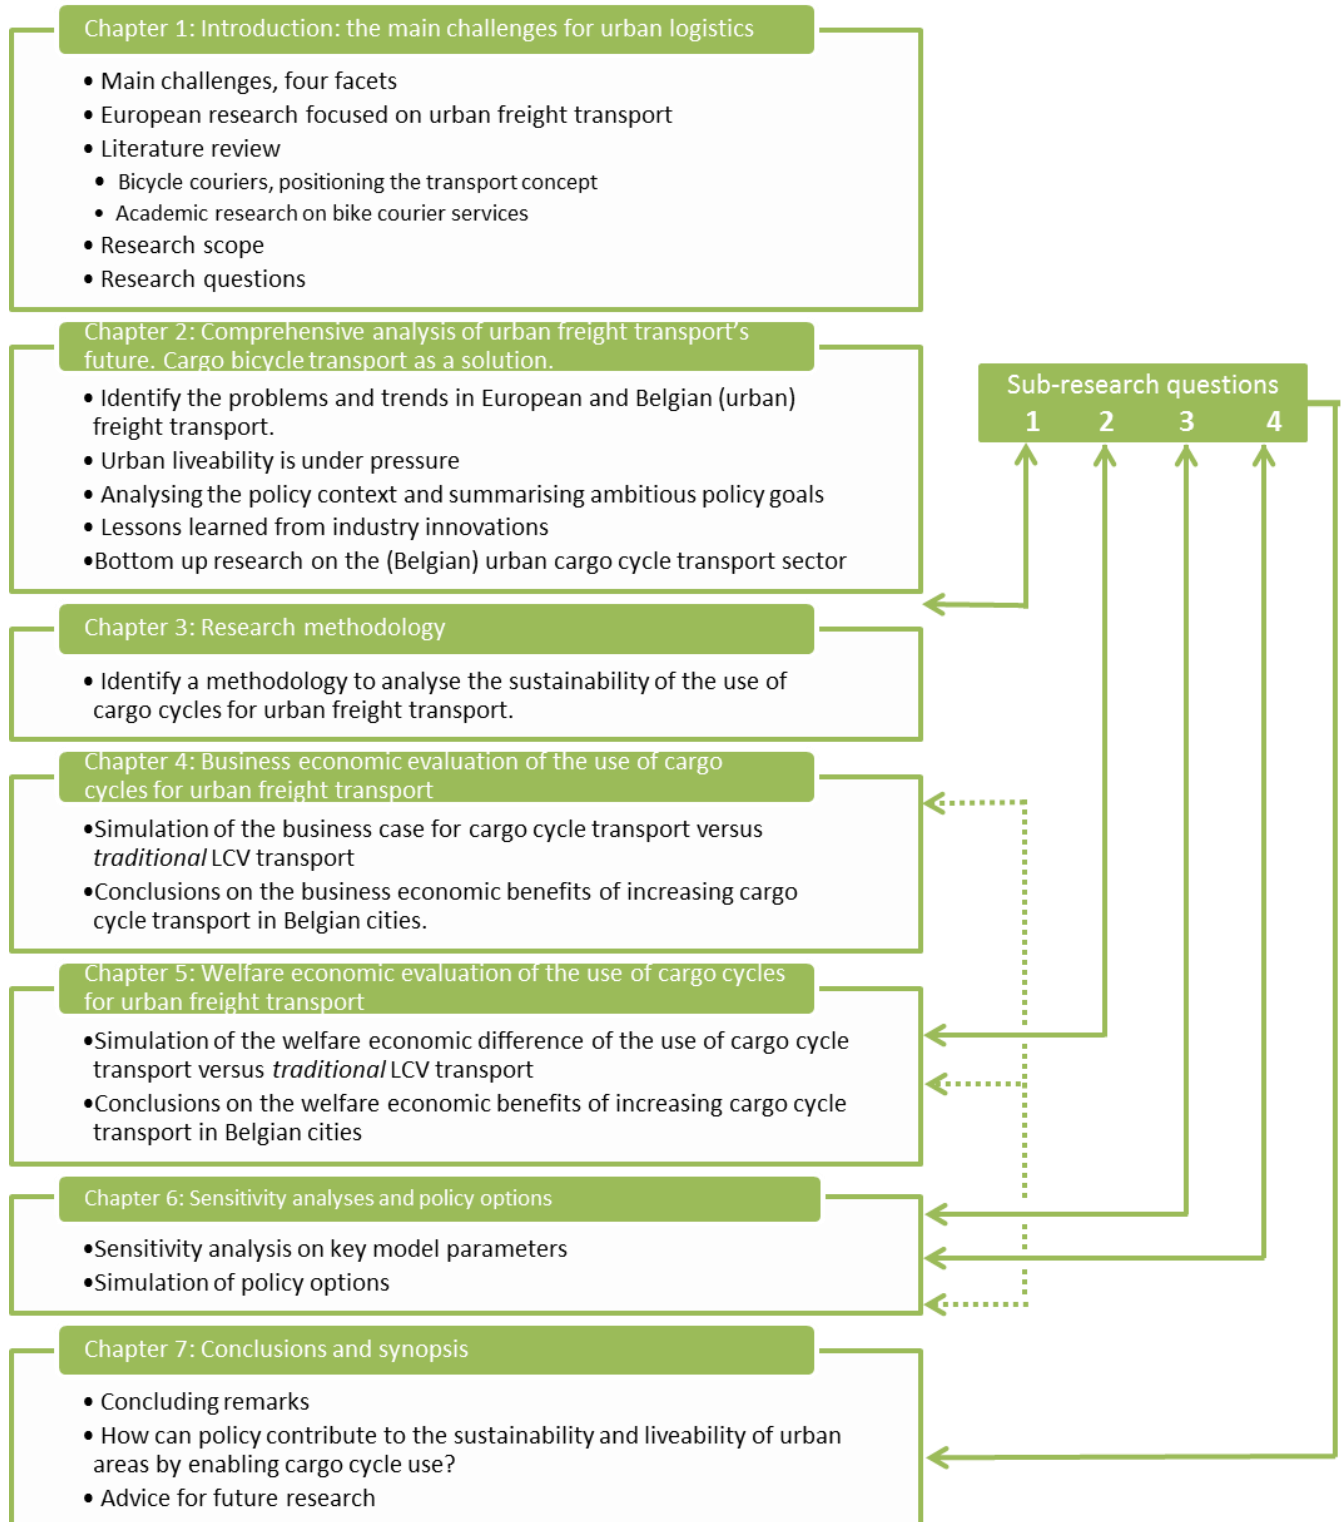 Chapter 1: Introduction: the main challenges for urban logistics
• Main challenges, four facets
• European research focused on urban freight transport
• Literature review
• Bicycle couriers, positioning the transport concept
• Academic research on bike courier services
• Research scope
• Research questions
Chapter 2: Comprehensive analysis of urban freight transport's
future. Cargo bicycle transport as a solution.
• Identify the problems and trends in European and Belgian (urban)
freight transport.
• Urban liveability is under pressure
• Analysing the policy context and summarising ambitious policy goals
• Lessons learned from industry innovations
•Bottom up research on the (Belgian) urban cargo cycle transport sector
Sub-research questions
1 2 3 4
Chapter 3: Research methodology
• Identify a methodology to analyse the sustainability of the use of
cargo cycles for urban freight transport.
Chapter 4: Business economic evaluation of the use of cargo
cycles for urban freight transport
•Simulation of the business case for cargo cycle transport versus
traditional LCV transport
•Conclusions on the business economic benefits of increasing cargo
cycle transport in Belgian cities.
Chapter 5: Welfare economic evaluation of the use of cargo cycles
for urban freight transport
•Simulation of the welfare economic difference of the use of cargo cycle
transport versus traditional LCV transport
•Conclusions on the welfare economic benefits of increasing cargo cycle
transport in Belgian cities
Chapter 6: Sensitivity analyses and policy options
•Sensitivity analysis on key model parameters
•Simulation of policy options
Chapter 7: Conclusions and synopsis
• Concluding remarks
• How can policy contribute to the sustainability and liveability of urban
areas by enabling cargo cycle use?
• Advice for future research